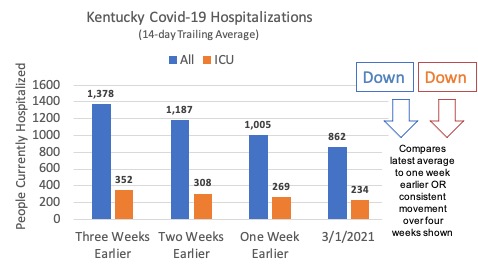 Kentucky Covid-19 Hospitalizations
(14-day Trailing Average)
All ICU
People Currently Hospitalized
1600
1400
1200
1000
800
600
400
200
0
1,378
352
1,187
308
1,005
269
862
234
Three Weeks
Earlier
Two Weeks
Earlier
One Week
Earlier
3/1/2021
Down Down
Compares
latest average
to one week
earlier OR
consistent
movement
over four
weeks shown